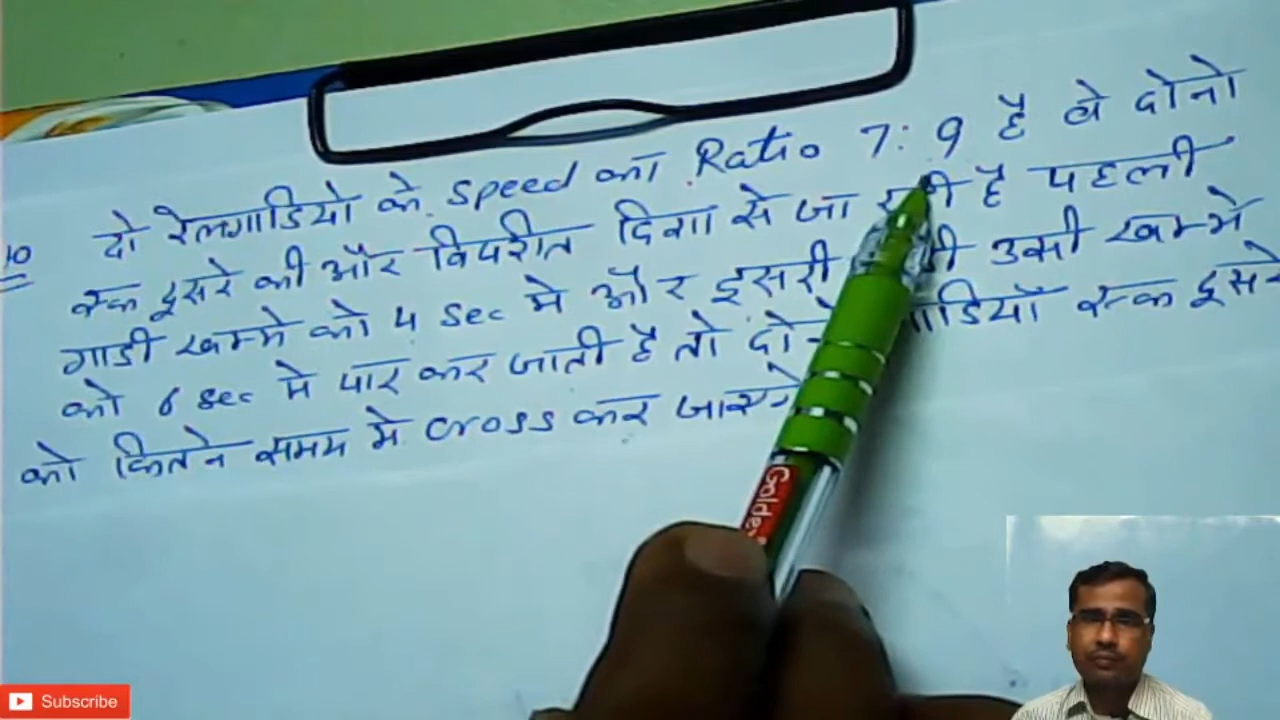 10 दो रेलगाडियो के speed का Ratio 7:9 है वे दोनो
एक दुसरे की और विपरीत दिशा से जा है पहली
गाडी खम्मे को 4 sec मे और दुसरी उसी खम्मे
को 6 sec मे पार कर जाती है तो एक दुसरे
को कितने समय मे cross कर
Subscribe